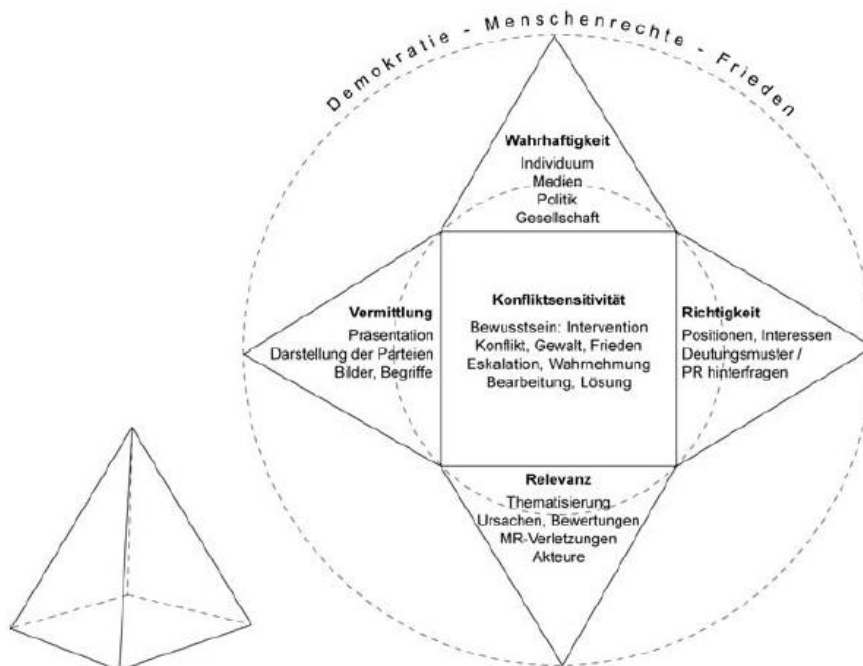 Demokratie - Menschenrechte - Frieden
Wahrhaftigkeit
Individuum
Medien
Politik
Gesellschaft
Vermittlung
Präsentation
Darstellung der Parteien
Bilder, Begriffe
Konfliktsensitivität
Bewusstsein: Intervention
Konflikt, Gewalt, Frieden
Eskalation, Wahrnehmung
Bearbeitung, Lösung
Richtigkeit
Positionen, Interessen
Deutungsmuster /
PR hinterfragen
Relevanz
Thematisierung
Ursachen, Bewertungen
MR-Verletzungen
Akteure